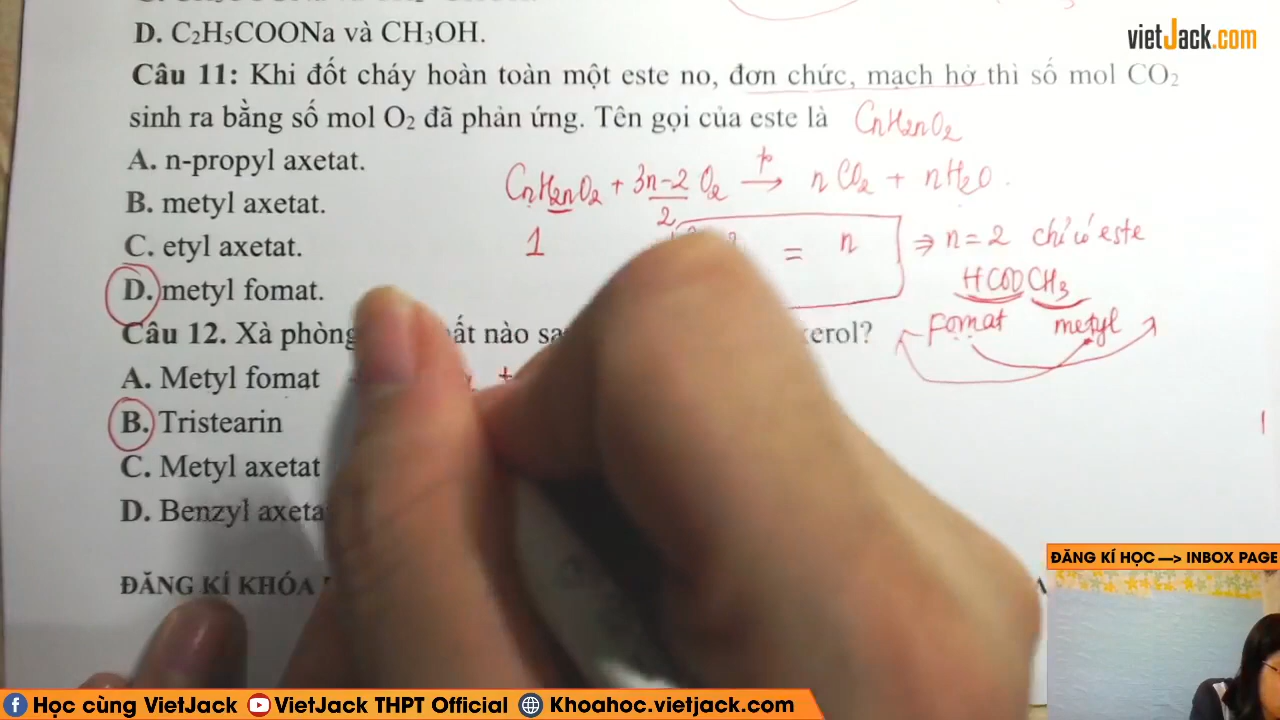 D. C₂H₅COONa và CH₃OH.
vietJack.com
Câu 11: Khi đốt cháy hoàn toàn một este no, đơn chức, mạch hở thì số mol CO₂
sinh ra bằng số mol O₂ đã phản ứng. Tên gọi của este là CnH2nO2
A. n-propyl axetat.
CnH2nO2 + 3n-2/2 O2 → nCO2 + nH2O.
B. metyl axetat.
C. etyl axetat.
1 = n ⇒ n = 2 chỉ có este
HCOOCH3
D. metyl fomat.
fomat metyl
Câu 12. Xà phòng nào
A. Metyl fomat
B. Tristearin
C. Metyl axetat
D. Benzyl
ĐĂNG KÍ KHÓA
ĐĂNG KÍ HỌC —> INBOX PAGE
Học cùng VietJack VietJack THPT Official Khoahoc.vietjack.com